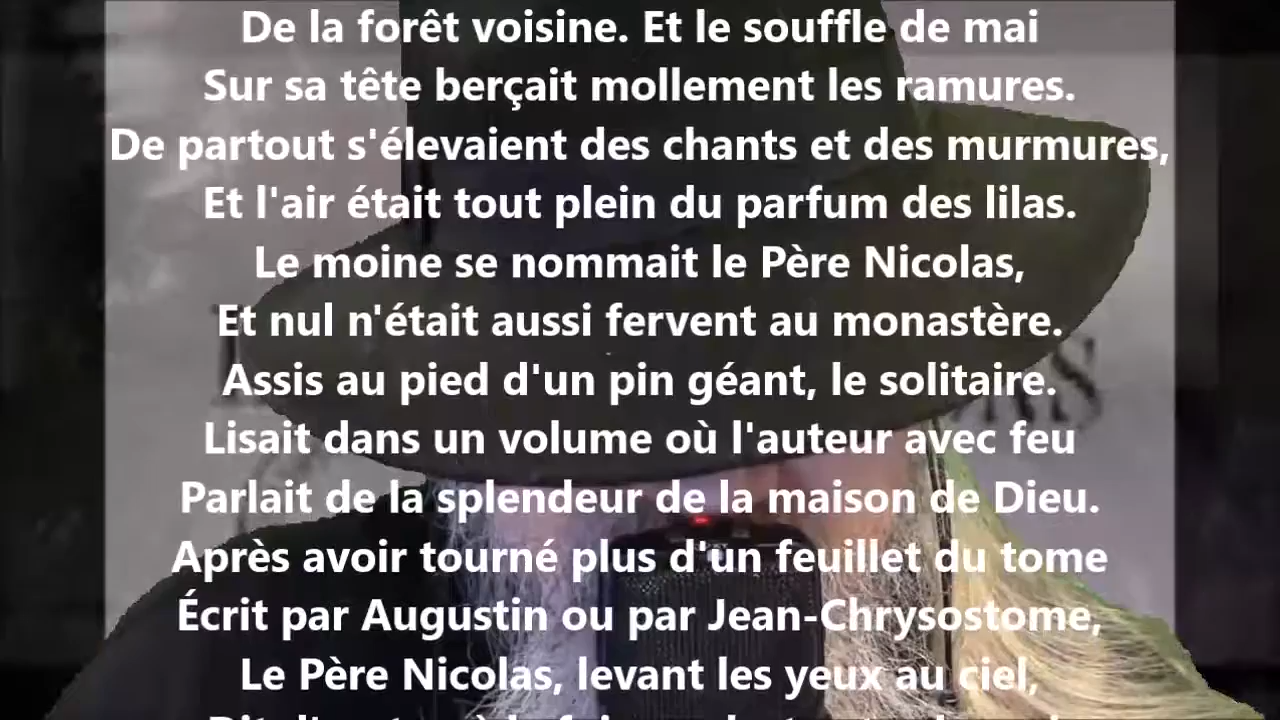 De la forêt voisine. Et le souffle de mai
Sur sa tête berçait mollement les ramures.
De partout s'élevaient des chants et des murmures,
Et l'air était tout plein du parfum des lilas.
Le moine se nommait le Père Nicolas,
Et nul n'était aussi fervent au monastère.
Assis au pied d'un pin géant, le solitaire.
Lisait dans un volume où l'auteur avec feu
Parlait de la splendeur de la maison de Dieu.
Après avoir tourné plus d'un feuillet du tome
Écrit par Augustin ou par Jean-Chrysostome,
Le Père Nicolas, levant les yeux au ciel,